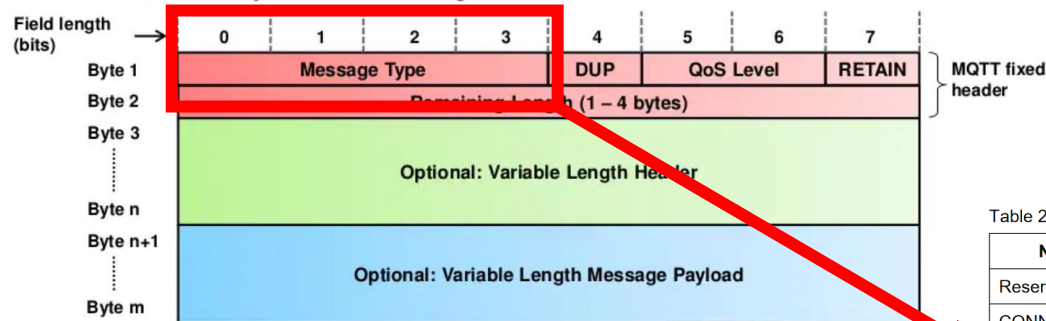 Field length
(bits)
0 1 2 3 4 5 6 7
Byte 1 Message Type DUP QoS Level RETAIN
MQTT fixed
header
Byte 2 Remaining Length (1 – 4 bytes)
Byte 3
Optional: Variable Length Header
Byte n
Table 2
Byte n+1
Optional: Variable Length Message Payload
Reser
Byte m